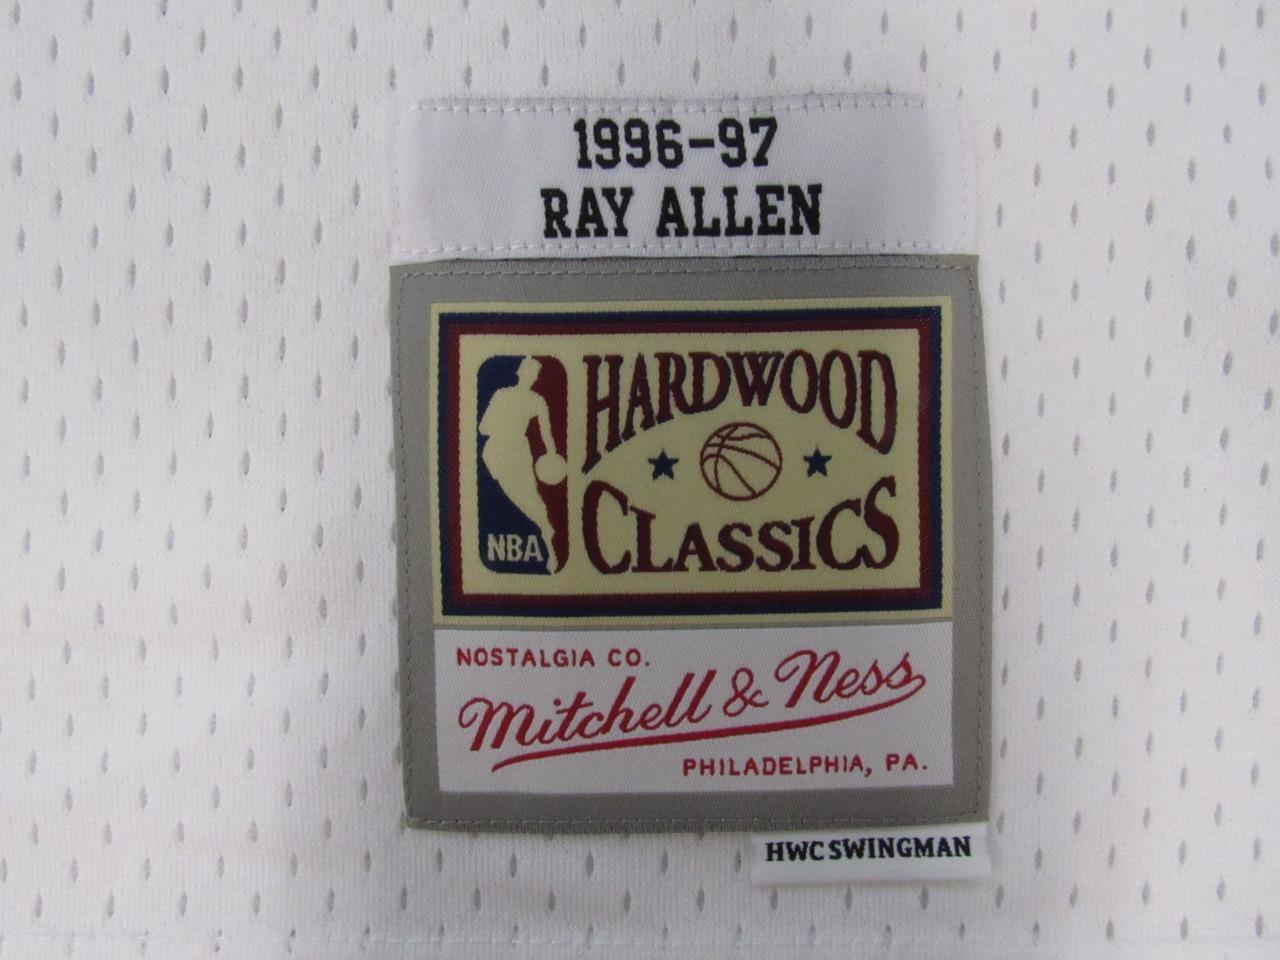 1996-97
RAY ALLEN
HARDWOOD
CLASSICS
NBA
NOSTALGIA CO.
Mitchell & Ness
PHILADELPHIA, PA.
HWC SWINGMAN